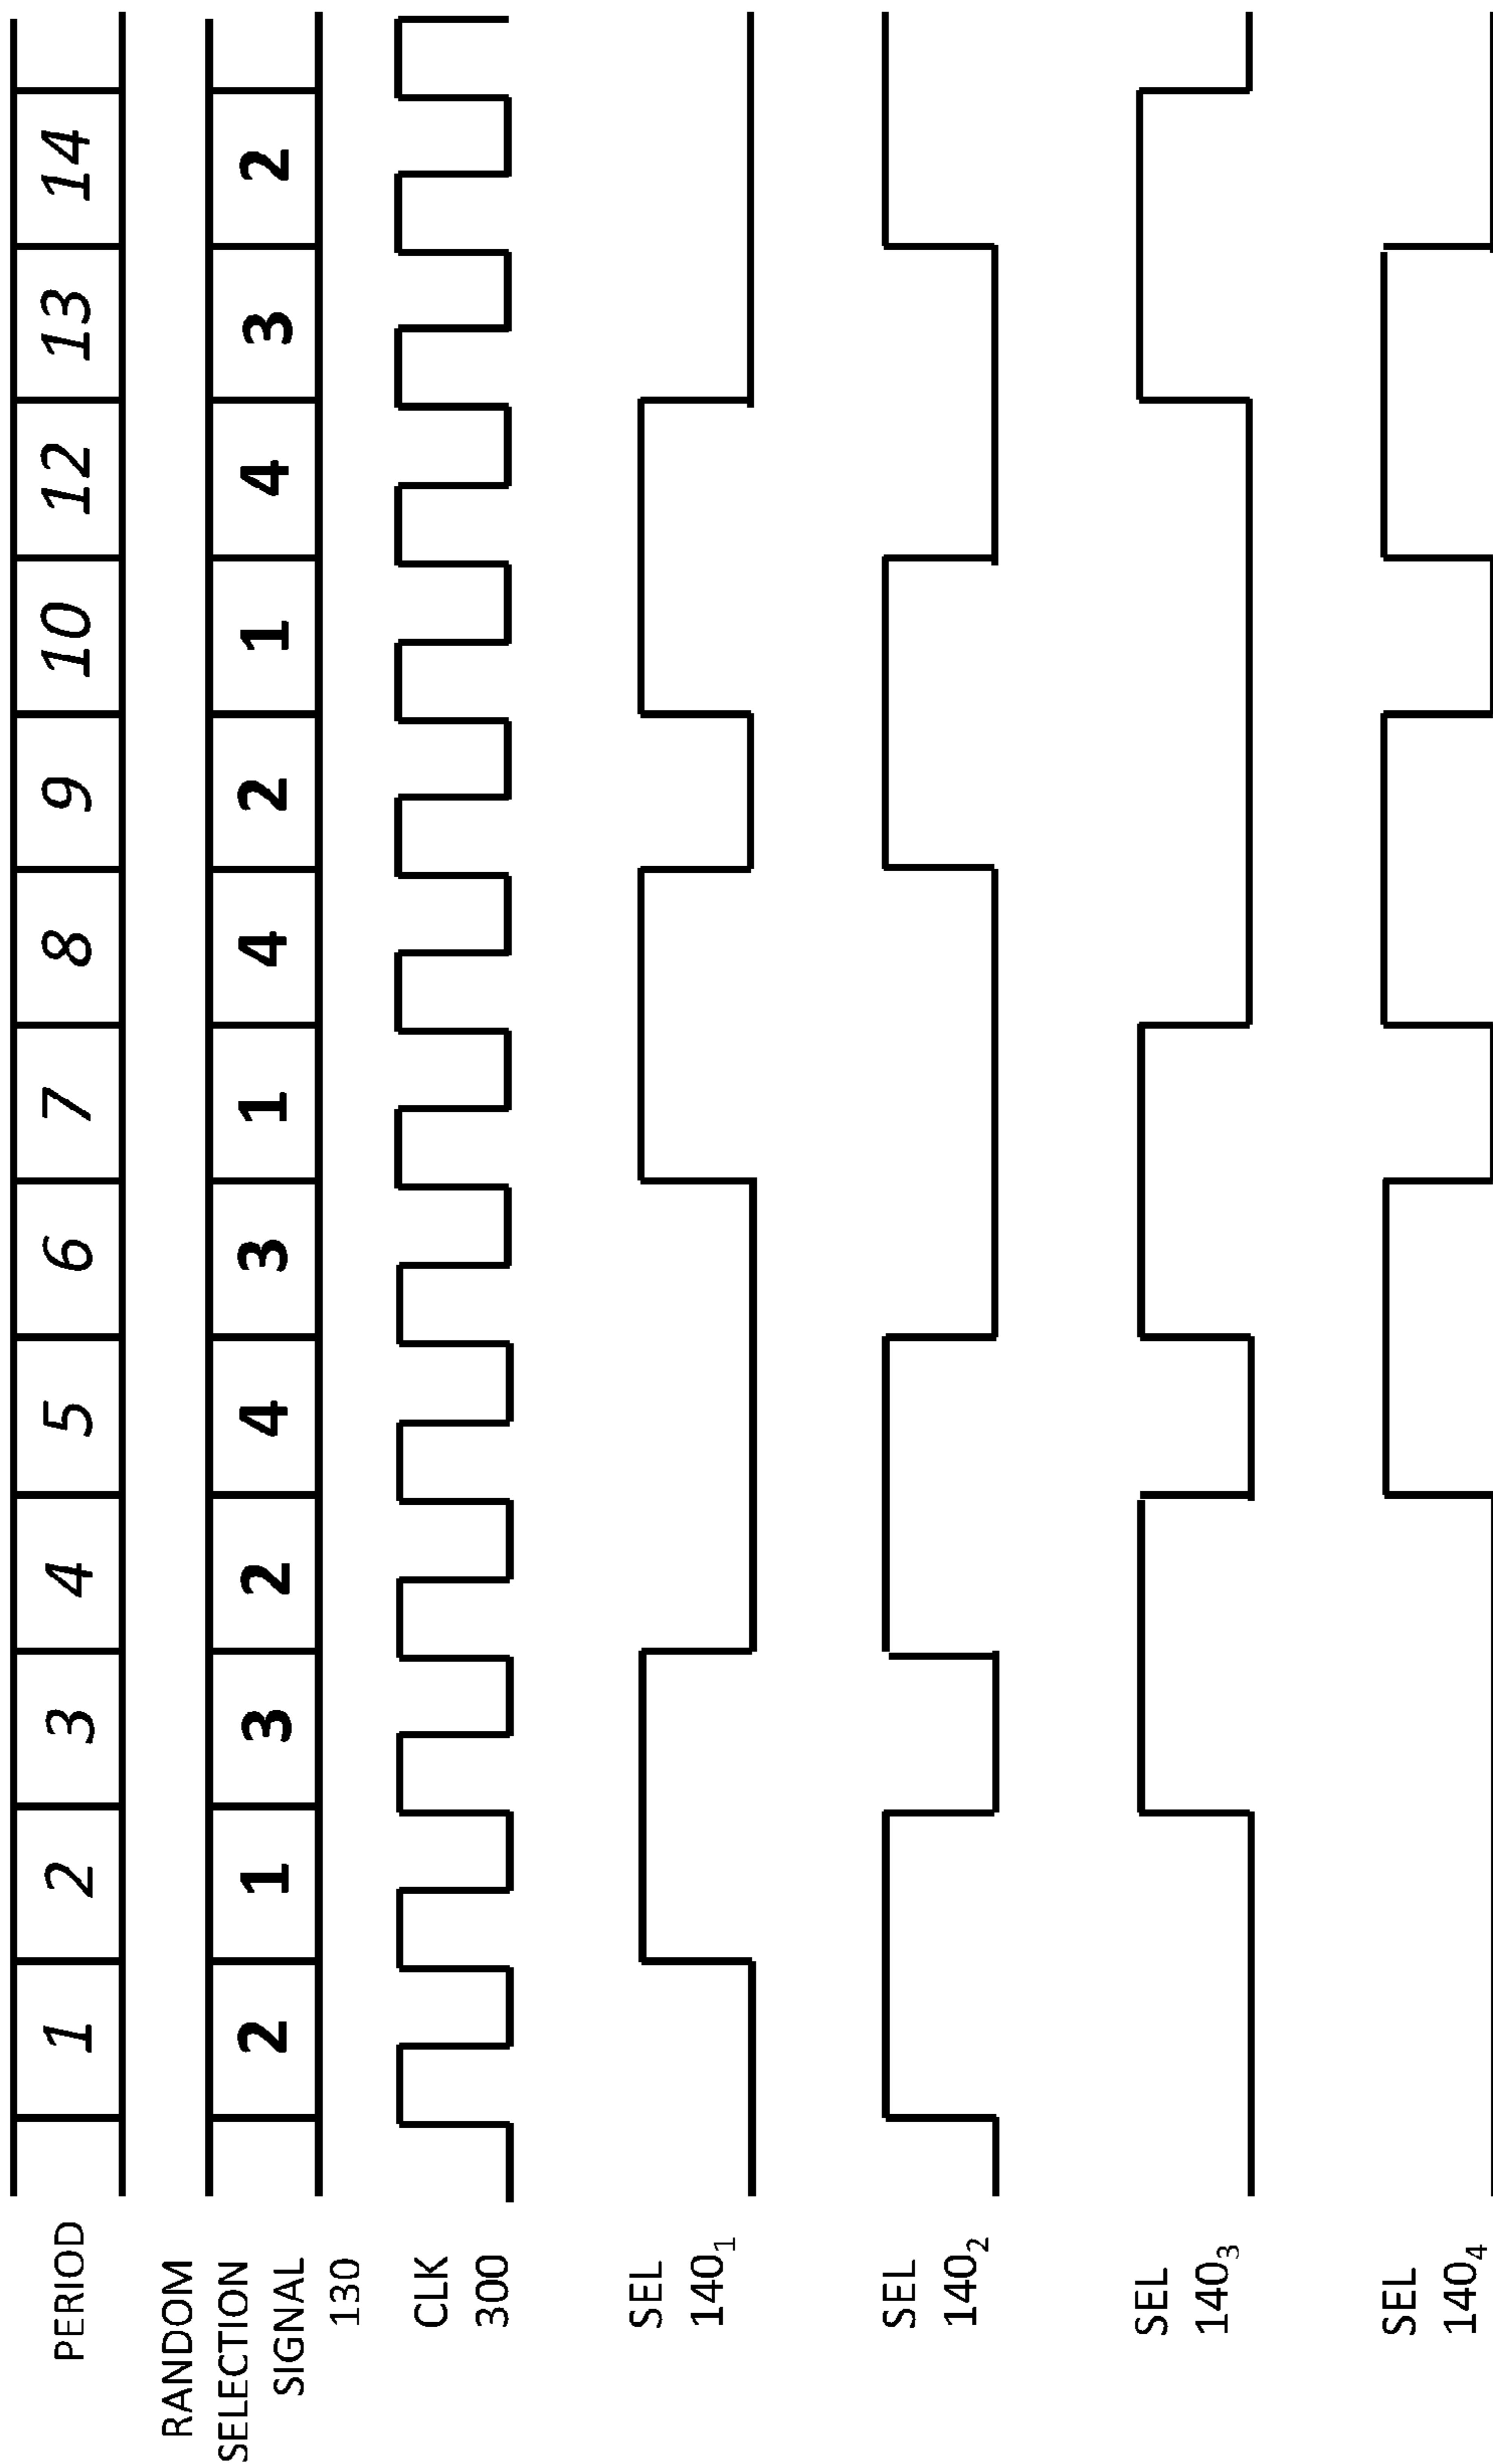 PERIOD 1 2 3 4 5 6 7 8 9 10 12 13 14
RANDOM
SELECTION
SIGNAL
130
2 1 3 2 4 3 1 4 2 1 4 3 2
CLK
300
SEL
140₁
SEL
140₂
SEL
140₃
SEL
140₄